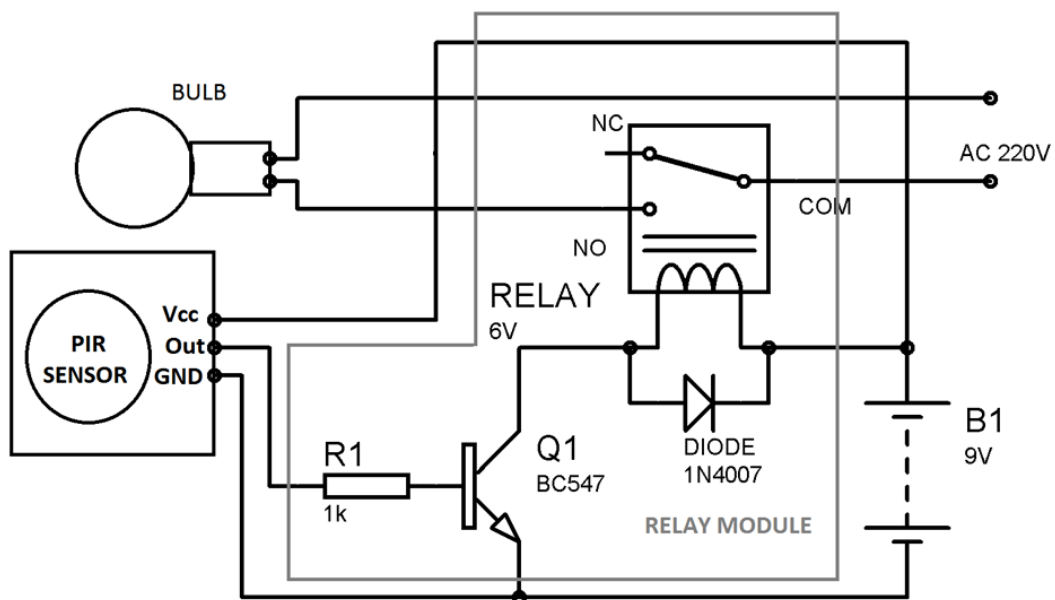 BULB
NC
AC 220V
COM
NO
Vcc
Out
GND
PIR
SENSOR
RELAY
6V
R1
1k
Q1
BC547
DIODE
1N4007
B1
9V
RELAY MODULE